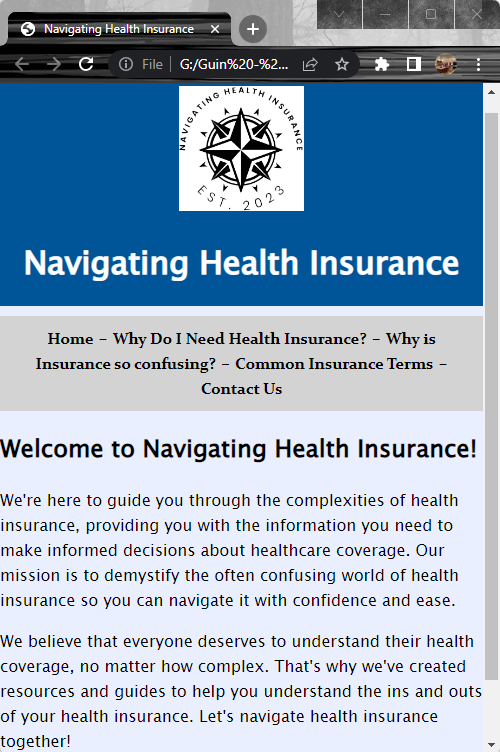 Navigating Health Insurance
File | G:/Guin%20-%2...
NAVIGATING HEALTH INSURANCE
EST. 2023
Navigating Health Insurance
Home – Why Do I Need Health Insurance? – Why is
Insurance so confusing? – Common Insurance Terms –
Contact Us
Welcome to Navigating Health Insurance!
We're here to guide you through the complexities of health
insurance, providing you with the information you need to
make informed decisions about healthcare coverage. Our
mission is to demystify the often confusing world of health
insurance so you can navigate it with confidence and ease.
We believe that everyone deserves to understand their health
coverage, no matter how complex. That's why we've created
resources and guides to help you understand the ins and outs
of your health insurance. Let's navigate health insurance
together!